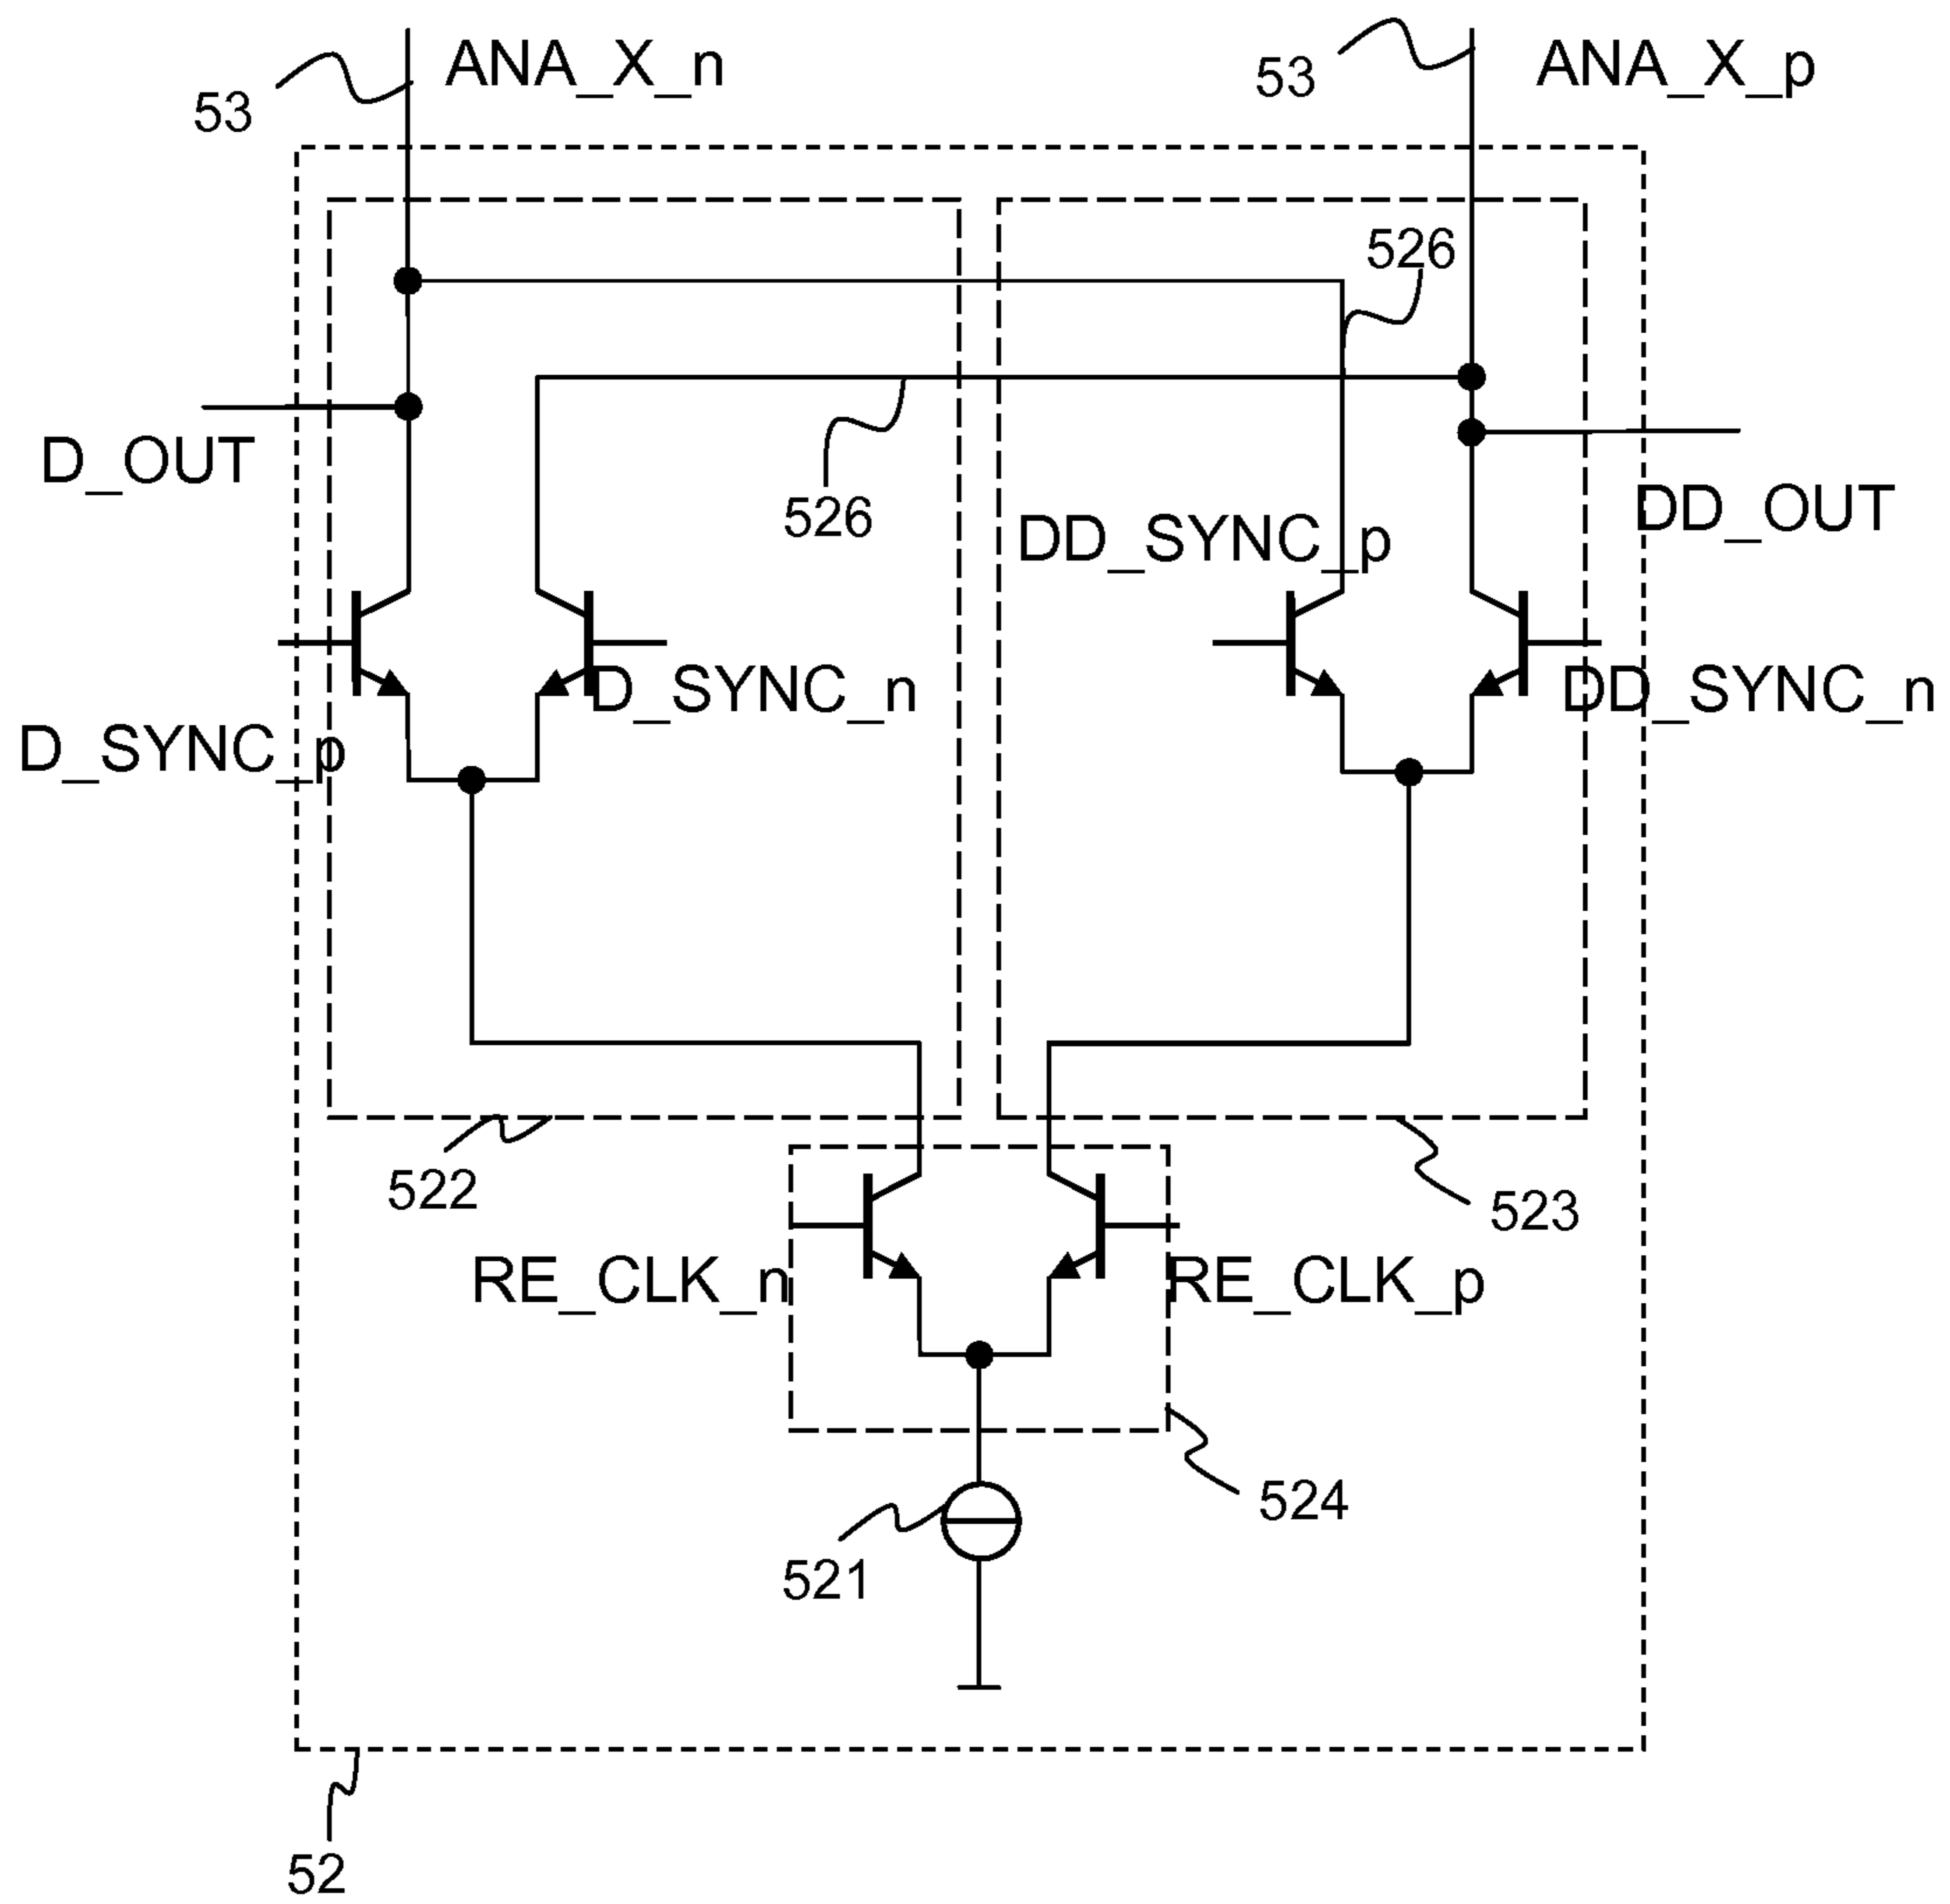 ANA_X_n
53
53
ANA_X_p
526
D_OUT
526
DD_OUT
DD_SYNC_p
D_SYNC_n
DD_SYNC_n
D_SYNC_p
522
523
RE_CLK_n
RE_CLK_p
524
521
52